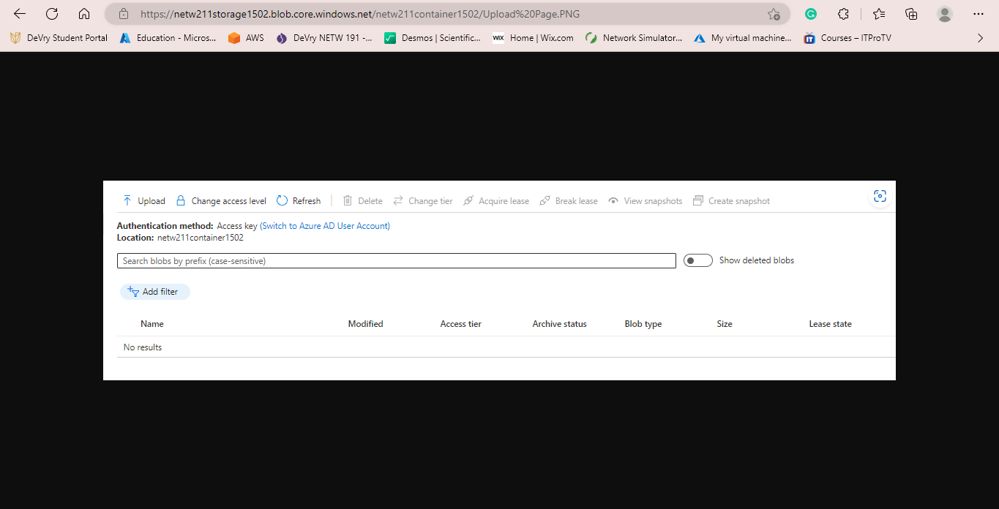 https://netw211storage1502.blob.core.windows.net/netw211container1502/Upload%20Page.PNG
DeVry Student Portal Education - Micros... AWS DeVry NETW 191 -... Desmos | Scientific... WIX Home | Wix.com Network Simulator... My virtual machine... IT Courses – ITProTV
Upload Change access level Refresh Delete Change tier Acquire lease Break lease View snapshots Create snapshot
Authentication method: Access key (Switch to Azure AD User Account)
Location: netw211container1502
Search blobs by prefix (case-sensitive) Show deleted blobs
Add filter
Name Modified Access tier Archive status Blob type Size Lease state
No results